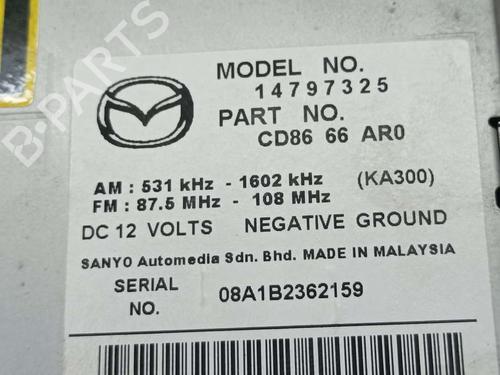 B-PARTS
MODEL NO.
14797325
PART NO.
CD86 66 AR0
AM : 531 kHz - 1602 kHz (KA300)
FM : 87.5 MHz - 108 MHz
DC 12 VOLTS NEGATIVE GROUND
SANYO Automedia Sdn. Bhd. MADE IN MALAYSIA
SERIAL NO. 08A1B2362159